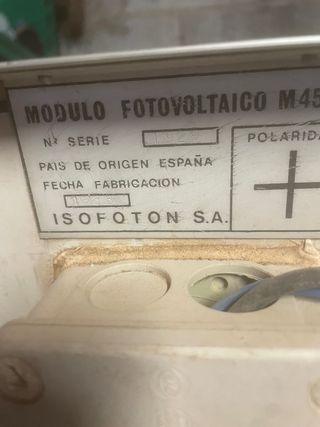 MODULO FOTOVOLTAICO M45
Nº SERIE
POLARIDA
PAIS DE ORIGEN ESPAÑA
FECHA FABRICACION
ISOFOTON S.A.